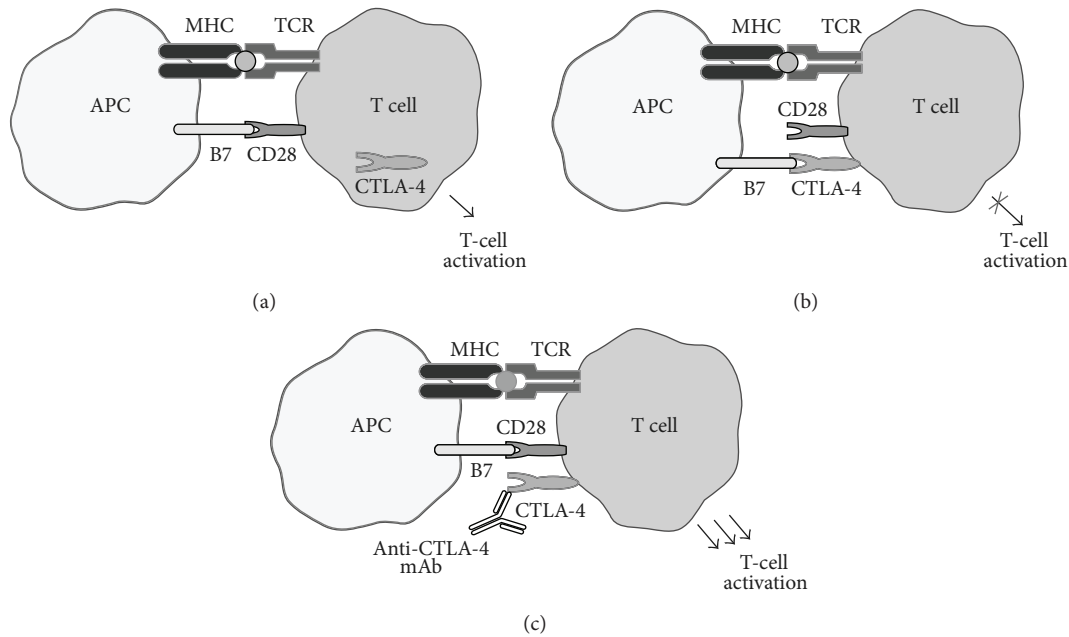 MHC TCR
APC
T cell
B7 CD28
CTLA-4
T-cell
activation
(a)
MHC TCR
APC
T cell
CD28
B7 CTLA-4
T-cell
activation
(b)
MHC TCR
APC
T cell
CD28
B7
CTLA-4
Anti-CTLA-4
mAb
T-cell
activation
(c)